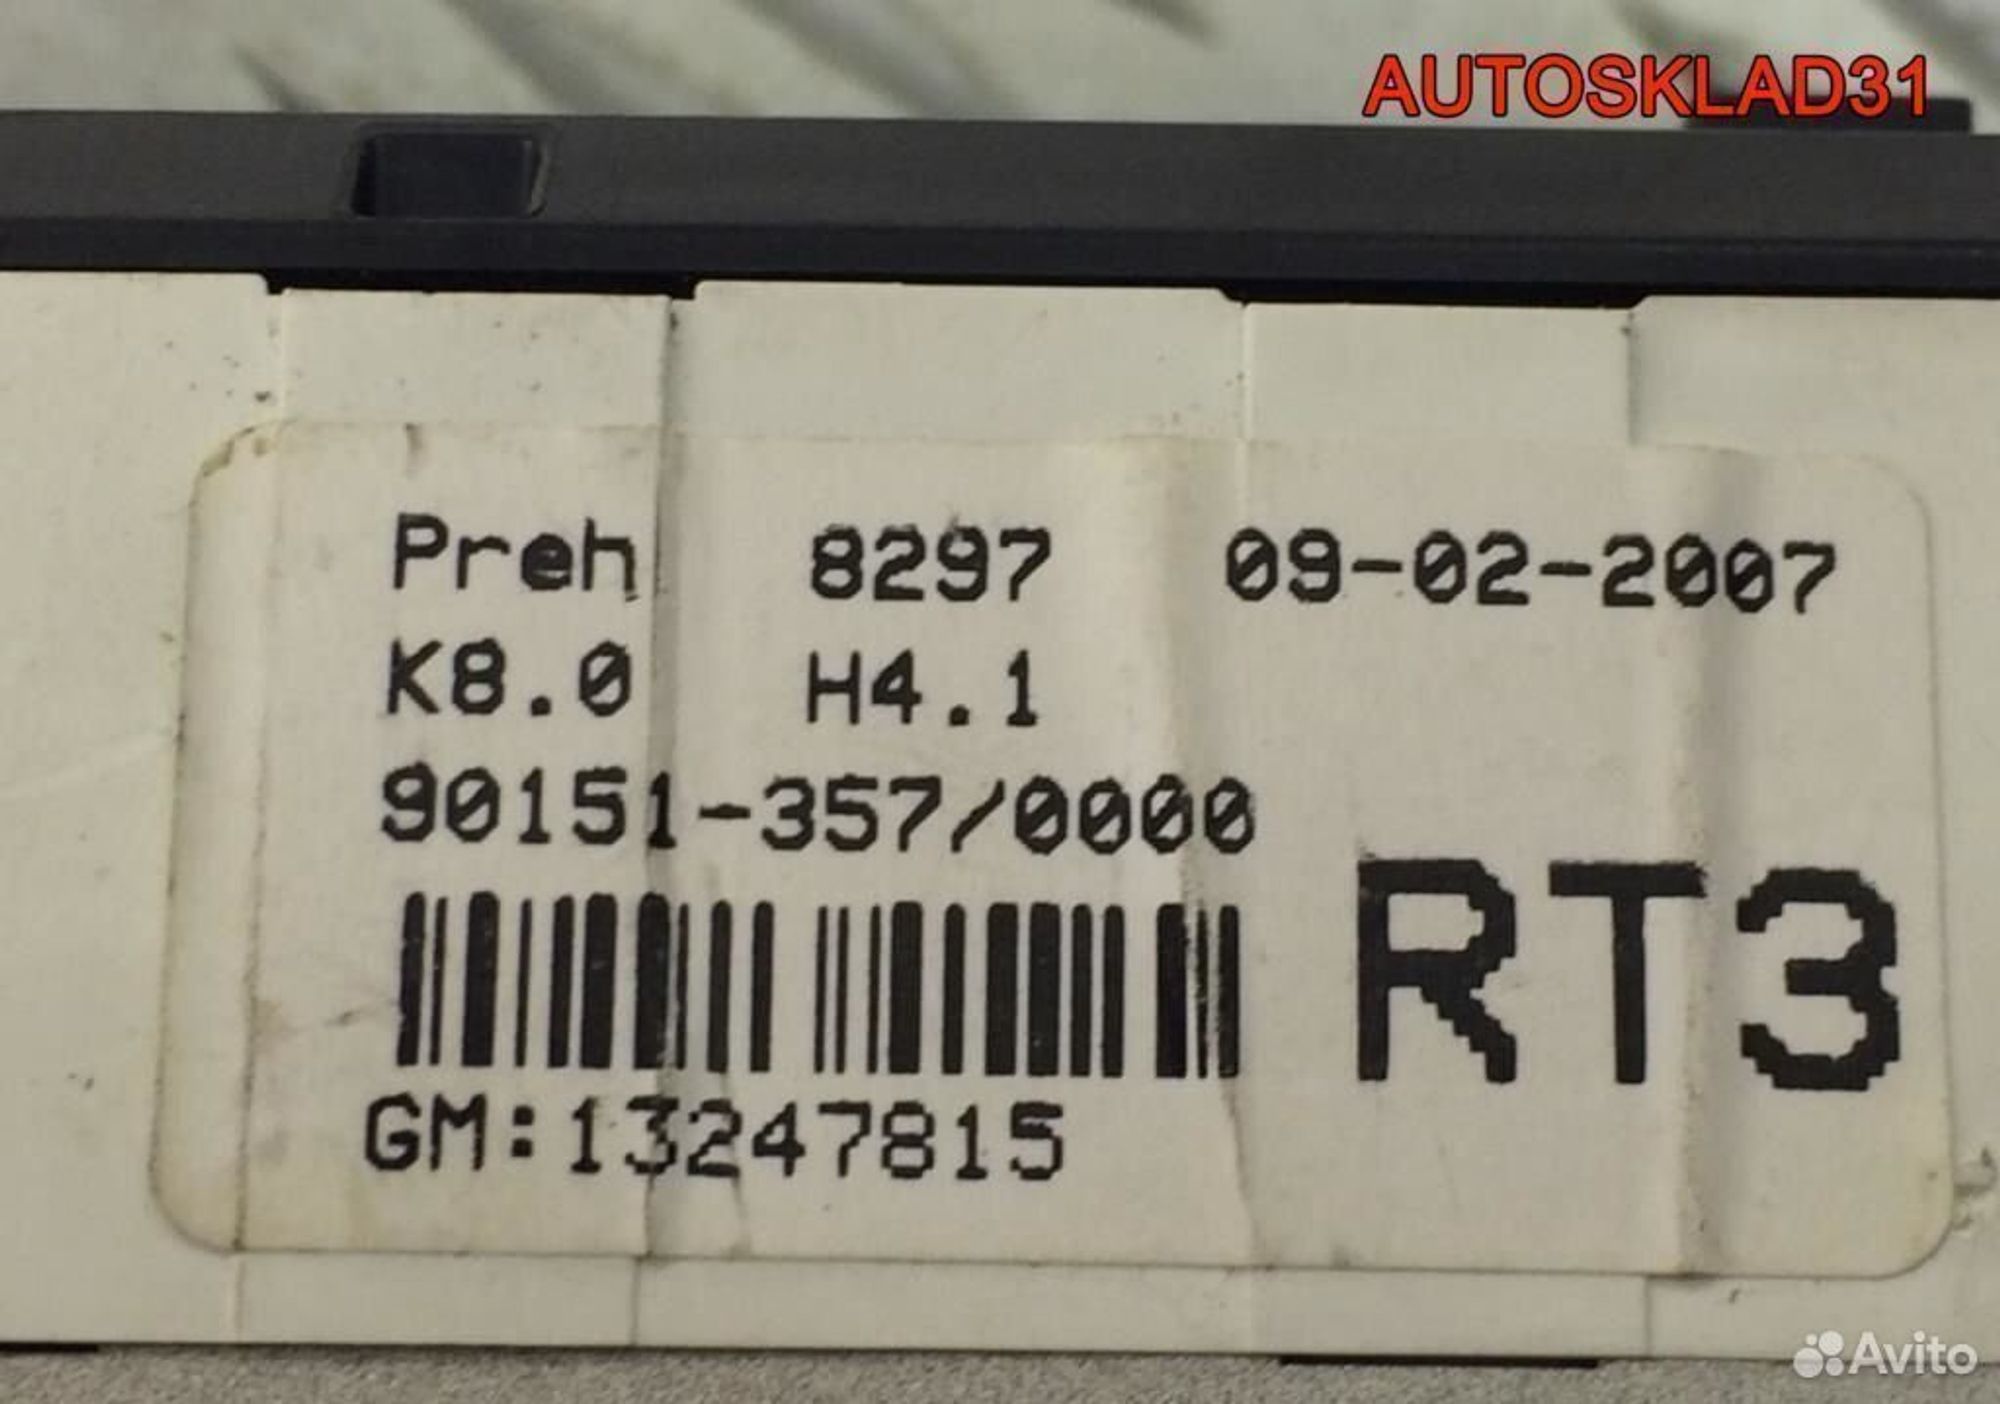 AUTOSKLAD31
Preh 8297 09-02-2007
K8.0 H4.1
90151-357/0000
RT3
GM:13247815
Avito